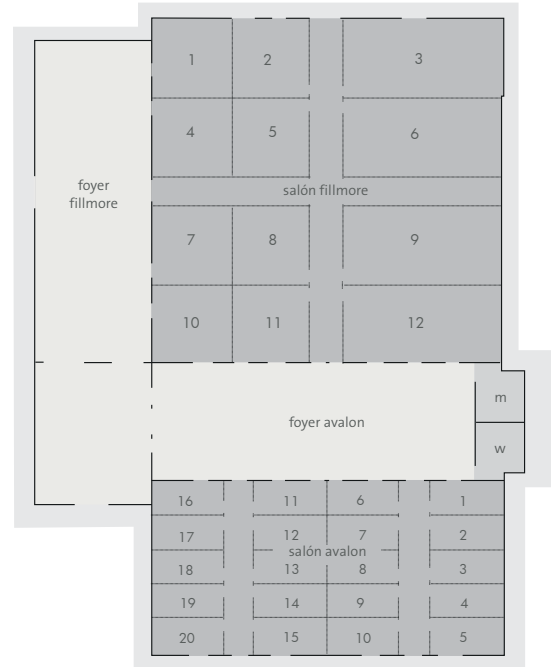 1 2 3
4 5 6
foyer
fillmore
salón fillmore
7 8 9
10 11 12
foyer avalon
m
w
16 11 6 1
17 12 7 2
salón avalon
18 13 8 3
19 14 9 4
20 15 10 5